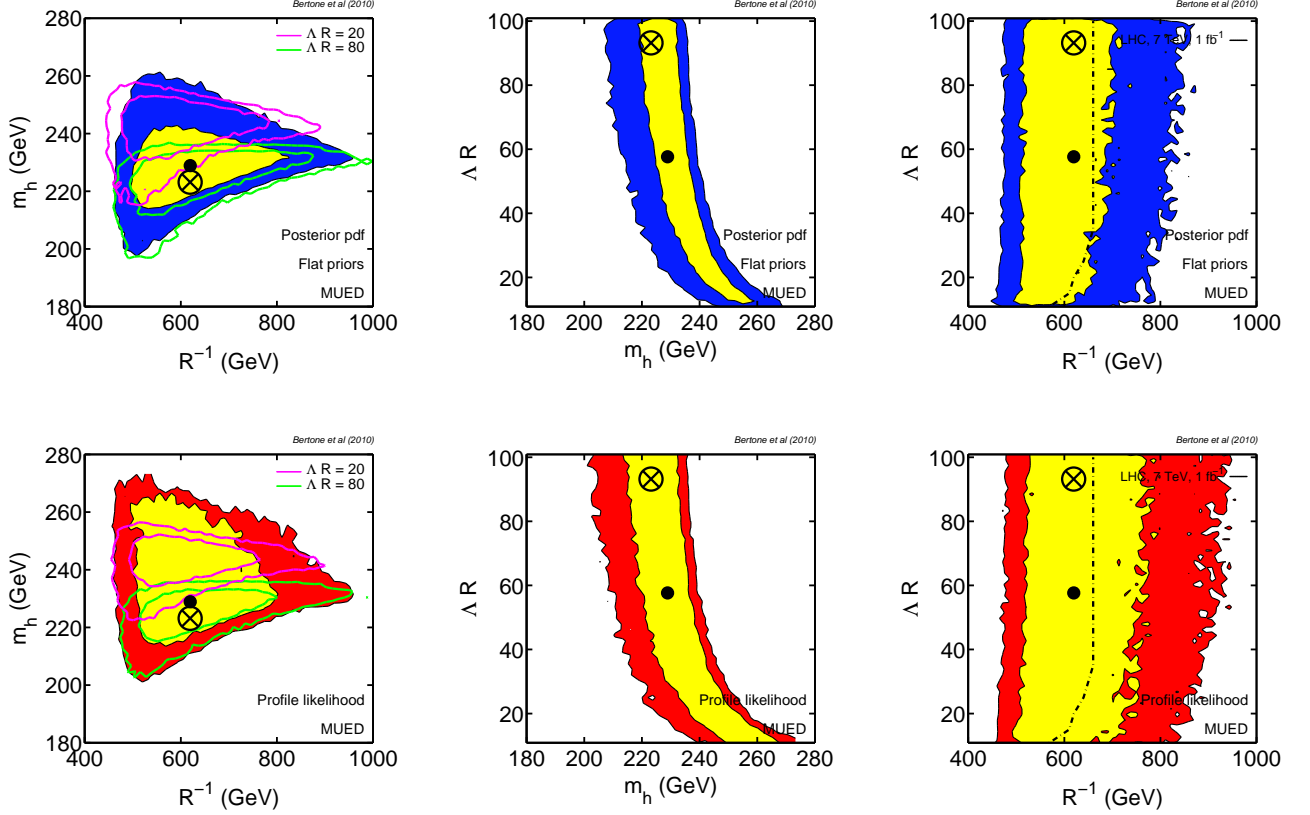 Bertone et al (2010)
280
260
240
220
200
180
400 600 800 1000
m_h (GeV)
R^-1 (GeV)
Λ R = 20
Λ R = 80
Posterior pdf
Flat priors
MUED
Bertone et al (2010)
100
80
60
40
20
180 200 220 240 260 280
Λ R
m_h (GeV)
Posterior pdf
Flat priors
MUED
Bertone et al (2010)
100
80
60
40
20
400 600 800 1000
Λ R
R^-1 (GeV)
LHC, 7 TeV, 1 fb^-1
Posterior pdf
Flat priors
MUED
Bertone et al (2010)
280
260
240
220
200
180
400 600 800 1000
m_h (GeV)
R^-1 (GeV)
Λ R = 20
Λ R = 80
Profile likelihood
MUED
Bertone et al (2010)
100
80
60
40
20
180 200 220 240 260 280
Λ R
m_h (GeV)
Profile likelihood
MUED
Bertone et al (2010)
100
80
60
40
20
400 600 800 1000
Λ R
R^-1 (GeV)
LHC, 7 TeV, 1 fb^-1
Profile likelihood
MUED